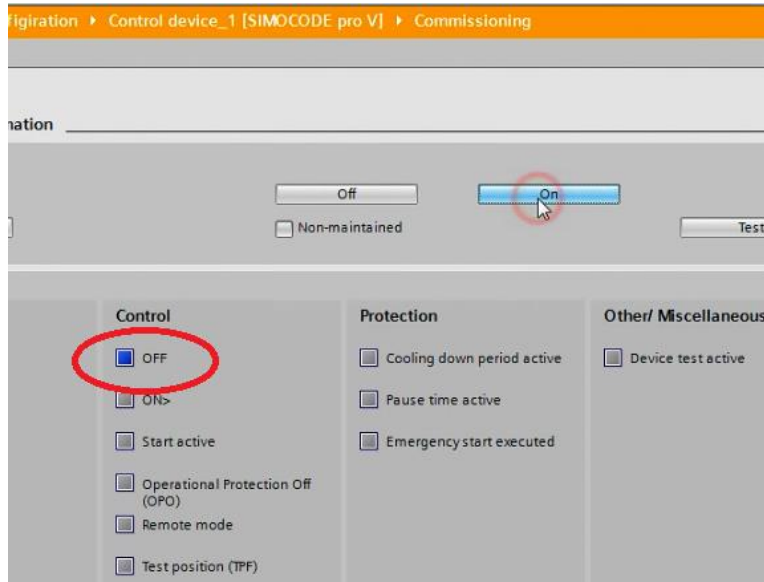 figiration ▸ Control device_1 [SIMOCODE pro V] ▸ Commissioning
nation
Off
On
Non-maintained
Test
Control
Protection
Other/ Miscellaneous
OFF
Cooling down period active
Device test active
ON>
Pause time active
Start active
Emergency start executed
Operational Protection Off
(OPO)
Remote mode
Test position (TPF)